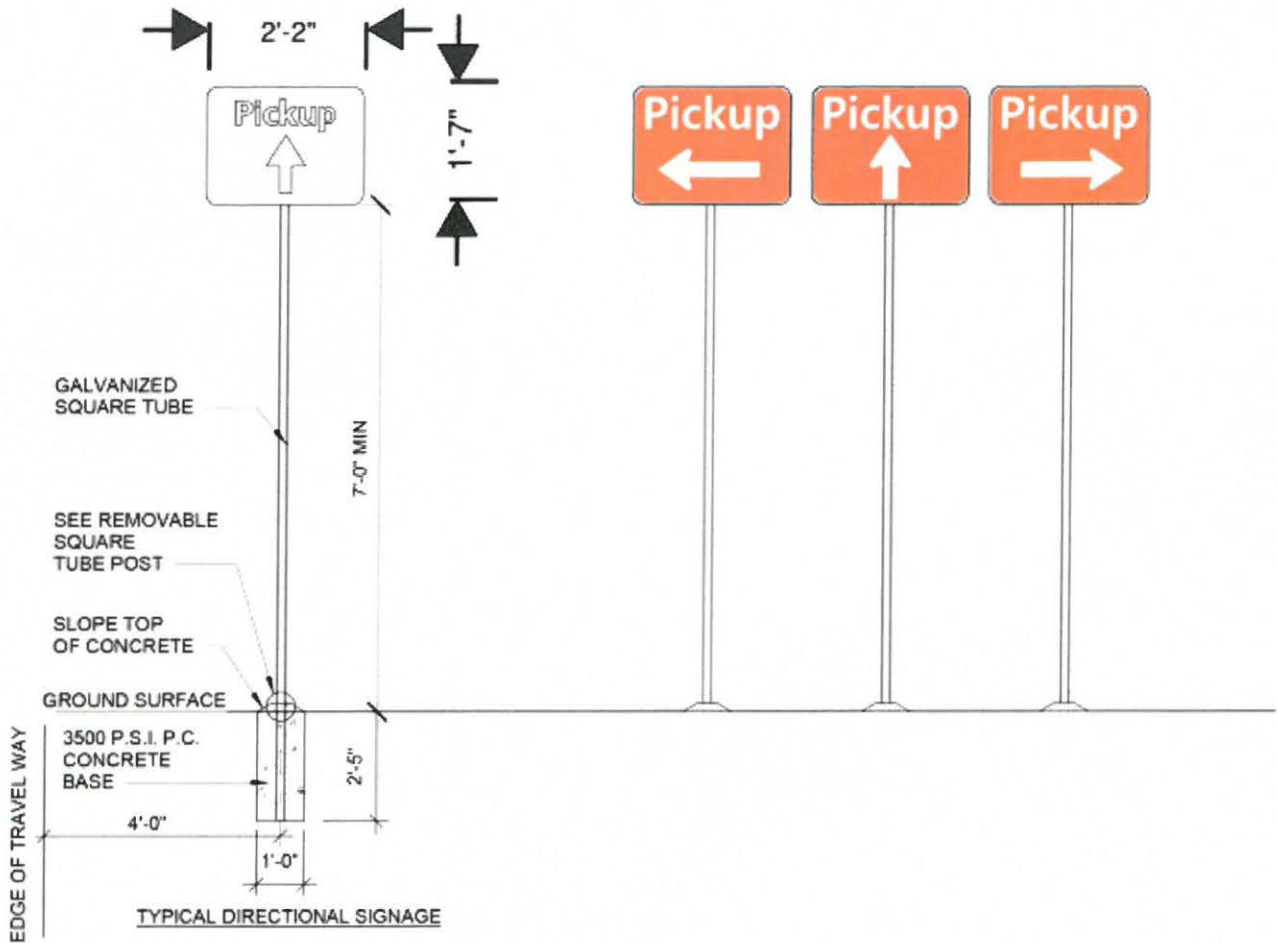 2'-2"
1'-7"
Pickup
Pickup
Pickup
Pickup
GALVANIZED
SQUARE TUBE
7'-0" MIN
SEE REMOVABLE
SQUARE
TUBE POST
SLOPE TOP
OF CONCRETE
GROUND SURFACE
3500 P.S.I. P.C.
CONCRETE
BASE
2'-5"
4'-0"
1'-0"
EDGE OF TRAVEL WAY
TYPICAL DIRECTIONAL SIGNAGE